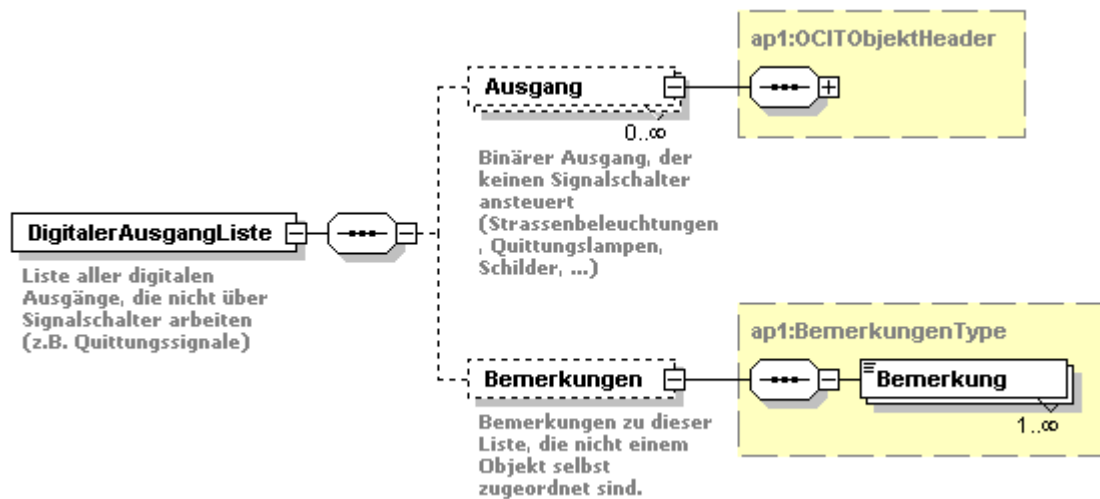 ap1:OCITObjektHeader
Ausgang
0..∞
Binärer Ausgang, der
keinen Signalschalter
ansteuert
(Strassenbeleuchtungen
, Quittungslampen,
Schilder, ...)
DigitalerAusgangListe
Liste aller digitalen
Ausgänge, die nicht über
Signalschalter arbeiten
(z.B. Quittungssignale)
ap1:BemerkungenType
Bemerkungen
Bemerkung
1..∞
Bemerkungen zu dieser
Liste, die nicht einem
Objekt selbst
zugeordnet sind.